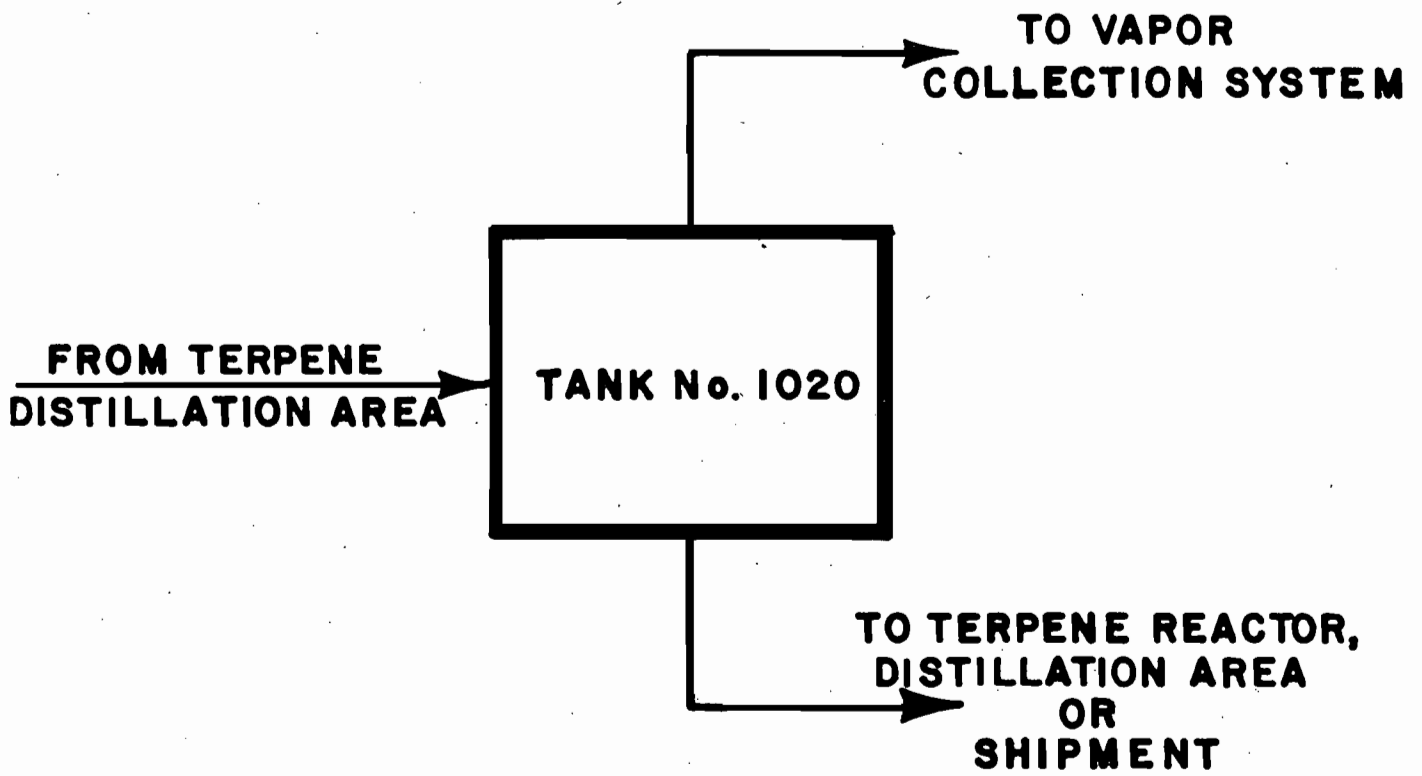 TO VAPOR
COLLECTION SYSTEM
FROM TERPENE
DISTILLATION AREA
TANK No. 1020
TO TERPENE REACTOR,
DISTILLATION AREA
OR
SHIPMENT